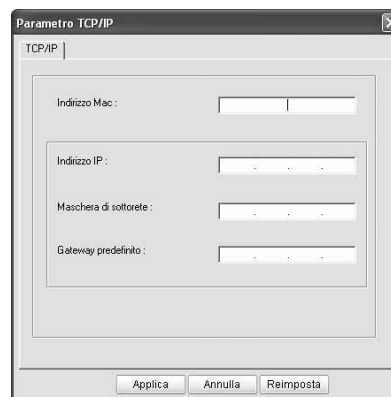 Parametro TCP/IP
TCP/IP
Indirizzo Mac :
Indirizzo IP :
Maschera di sottorete :
Gateway predefinito :
Applica Annulla Reimposta